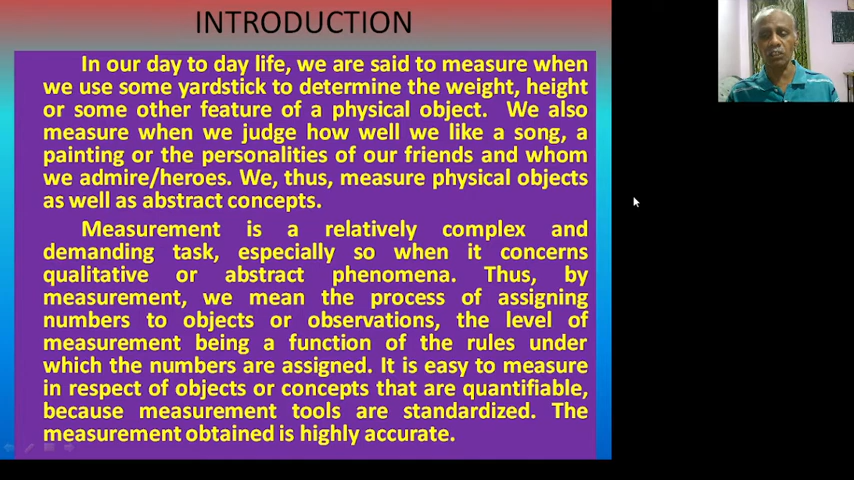 INTRODUCTION
In our day to day life, we are said to measure when
we use some yardstick to determine the weight, height
or some other feature of a physical object. We also
measure when we judge how well we like a song, a
painting or the personalities of our friends and whom
we admire/heroes. We, thus, measure physical objects
as well as abstract concepts.
Measurement is a relatively complex and
demanding task, especially so when it concerns
qualitative or abstract phenomena. Thus, by
measurement, we mean the process of assigning
numbers to objects or observations, the level of
measurement being a function of the rules under
which the numbers are assigned. It is easy to measure
in respect of objects or concepts that are quantifiable,
because measurement tools are standardized. The
measurement obtained is highly accurate.